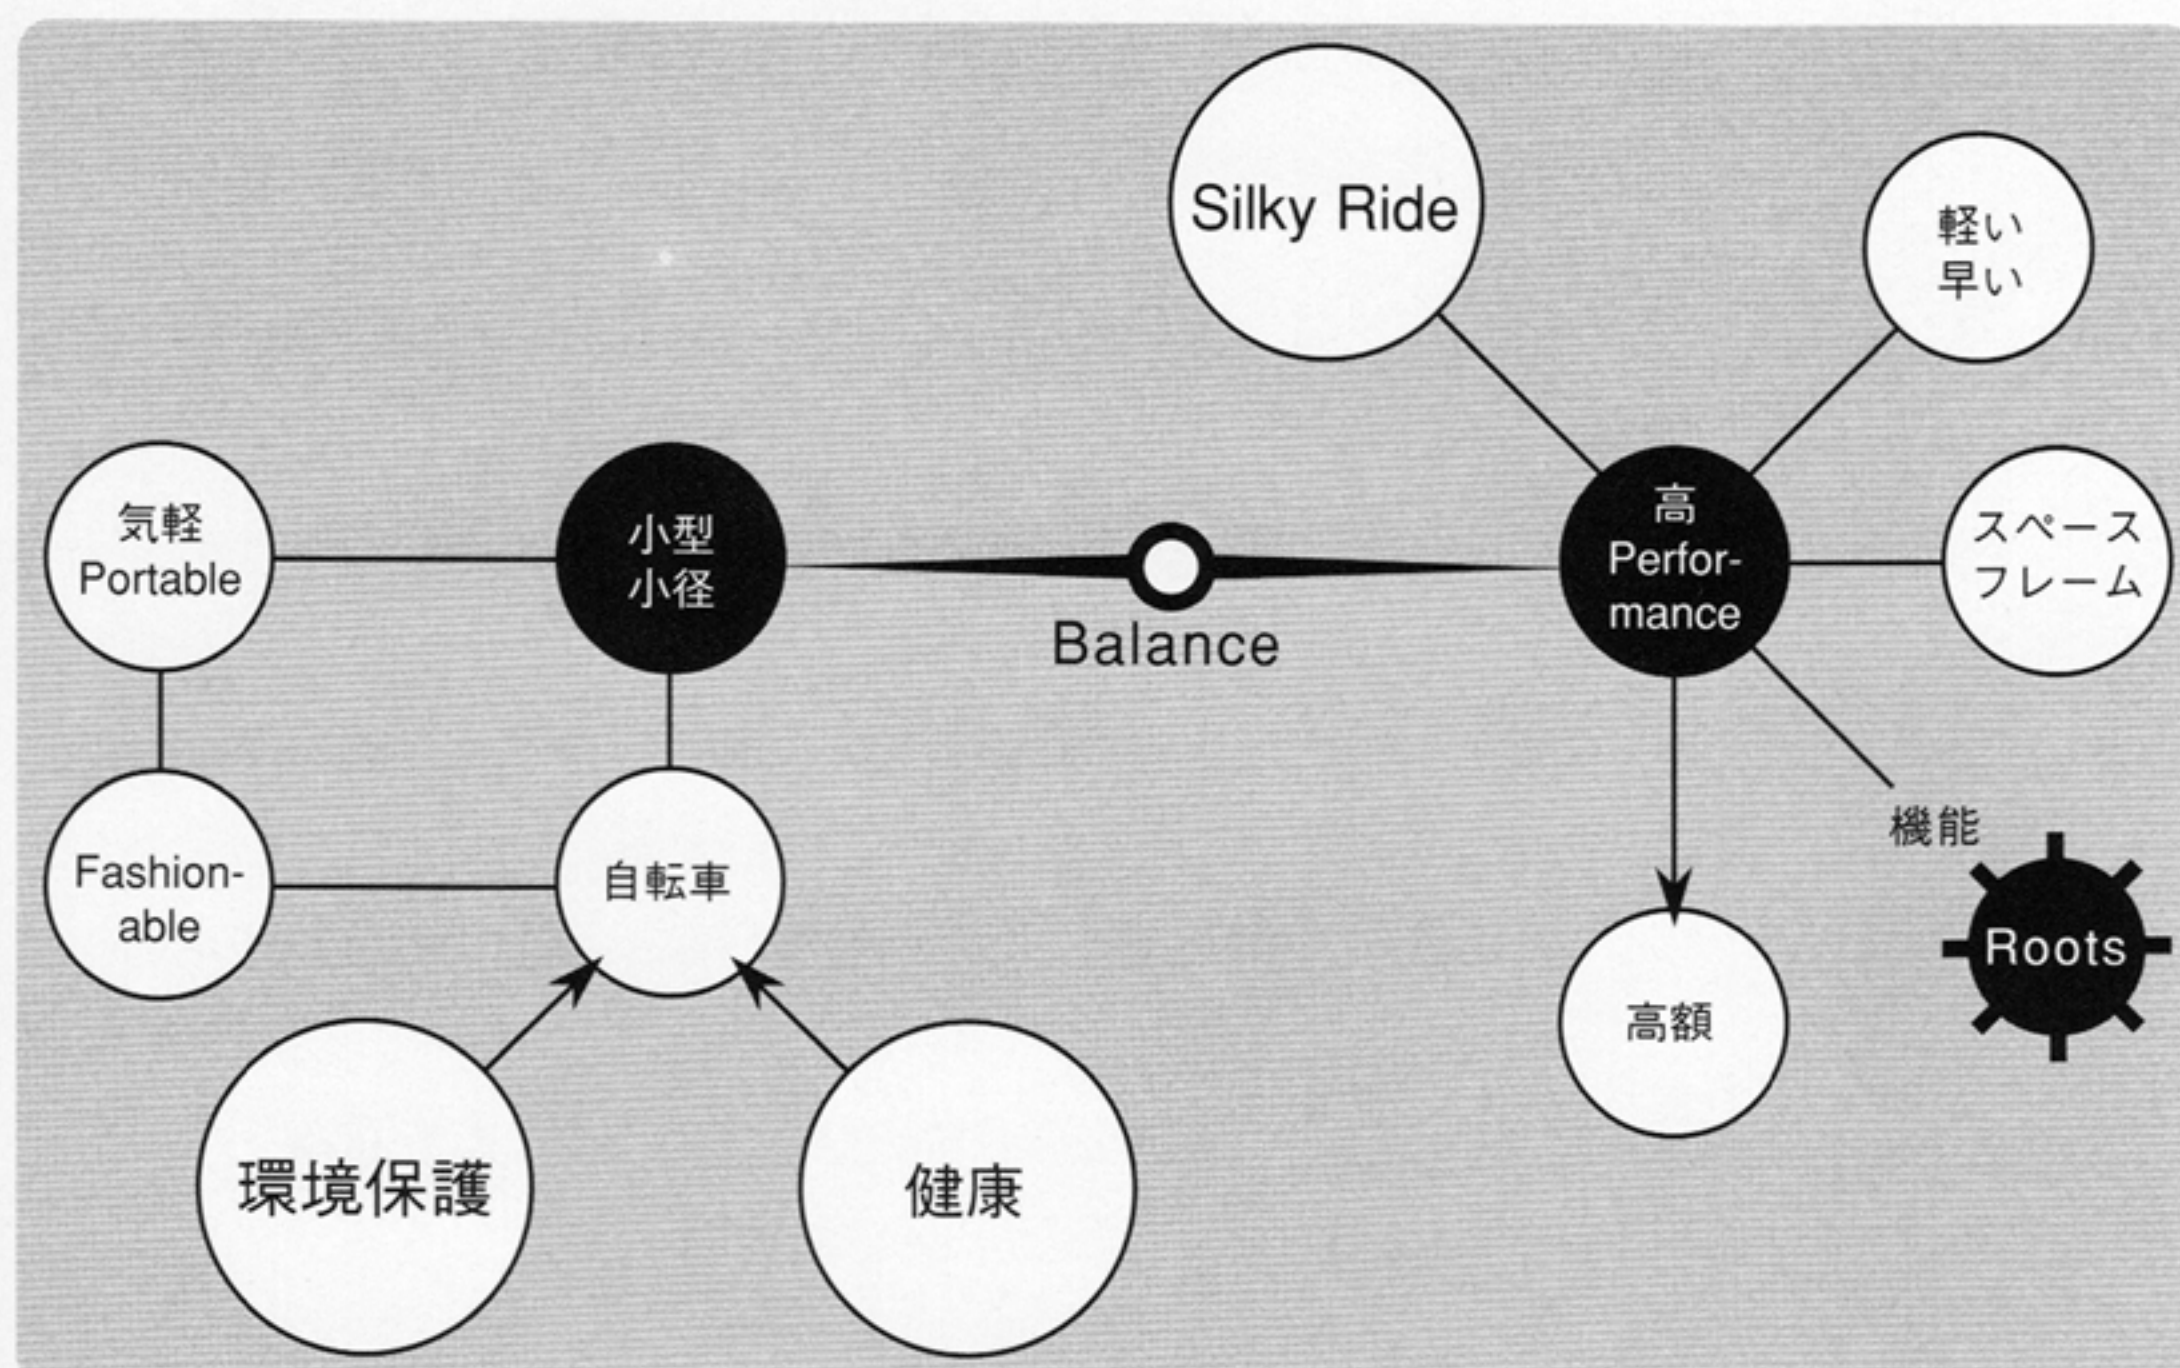 Silky Ride
軽い
早い
気軽
Portable
小型
小径
Balance
高
Perfor-
mance
スペース
フレーム
機能
Fashion-
able
自転車
Roots
高額
環境保護
健康